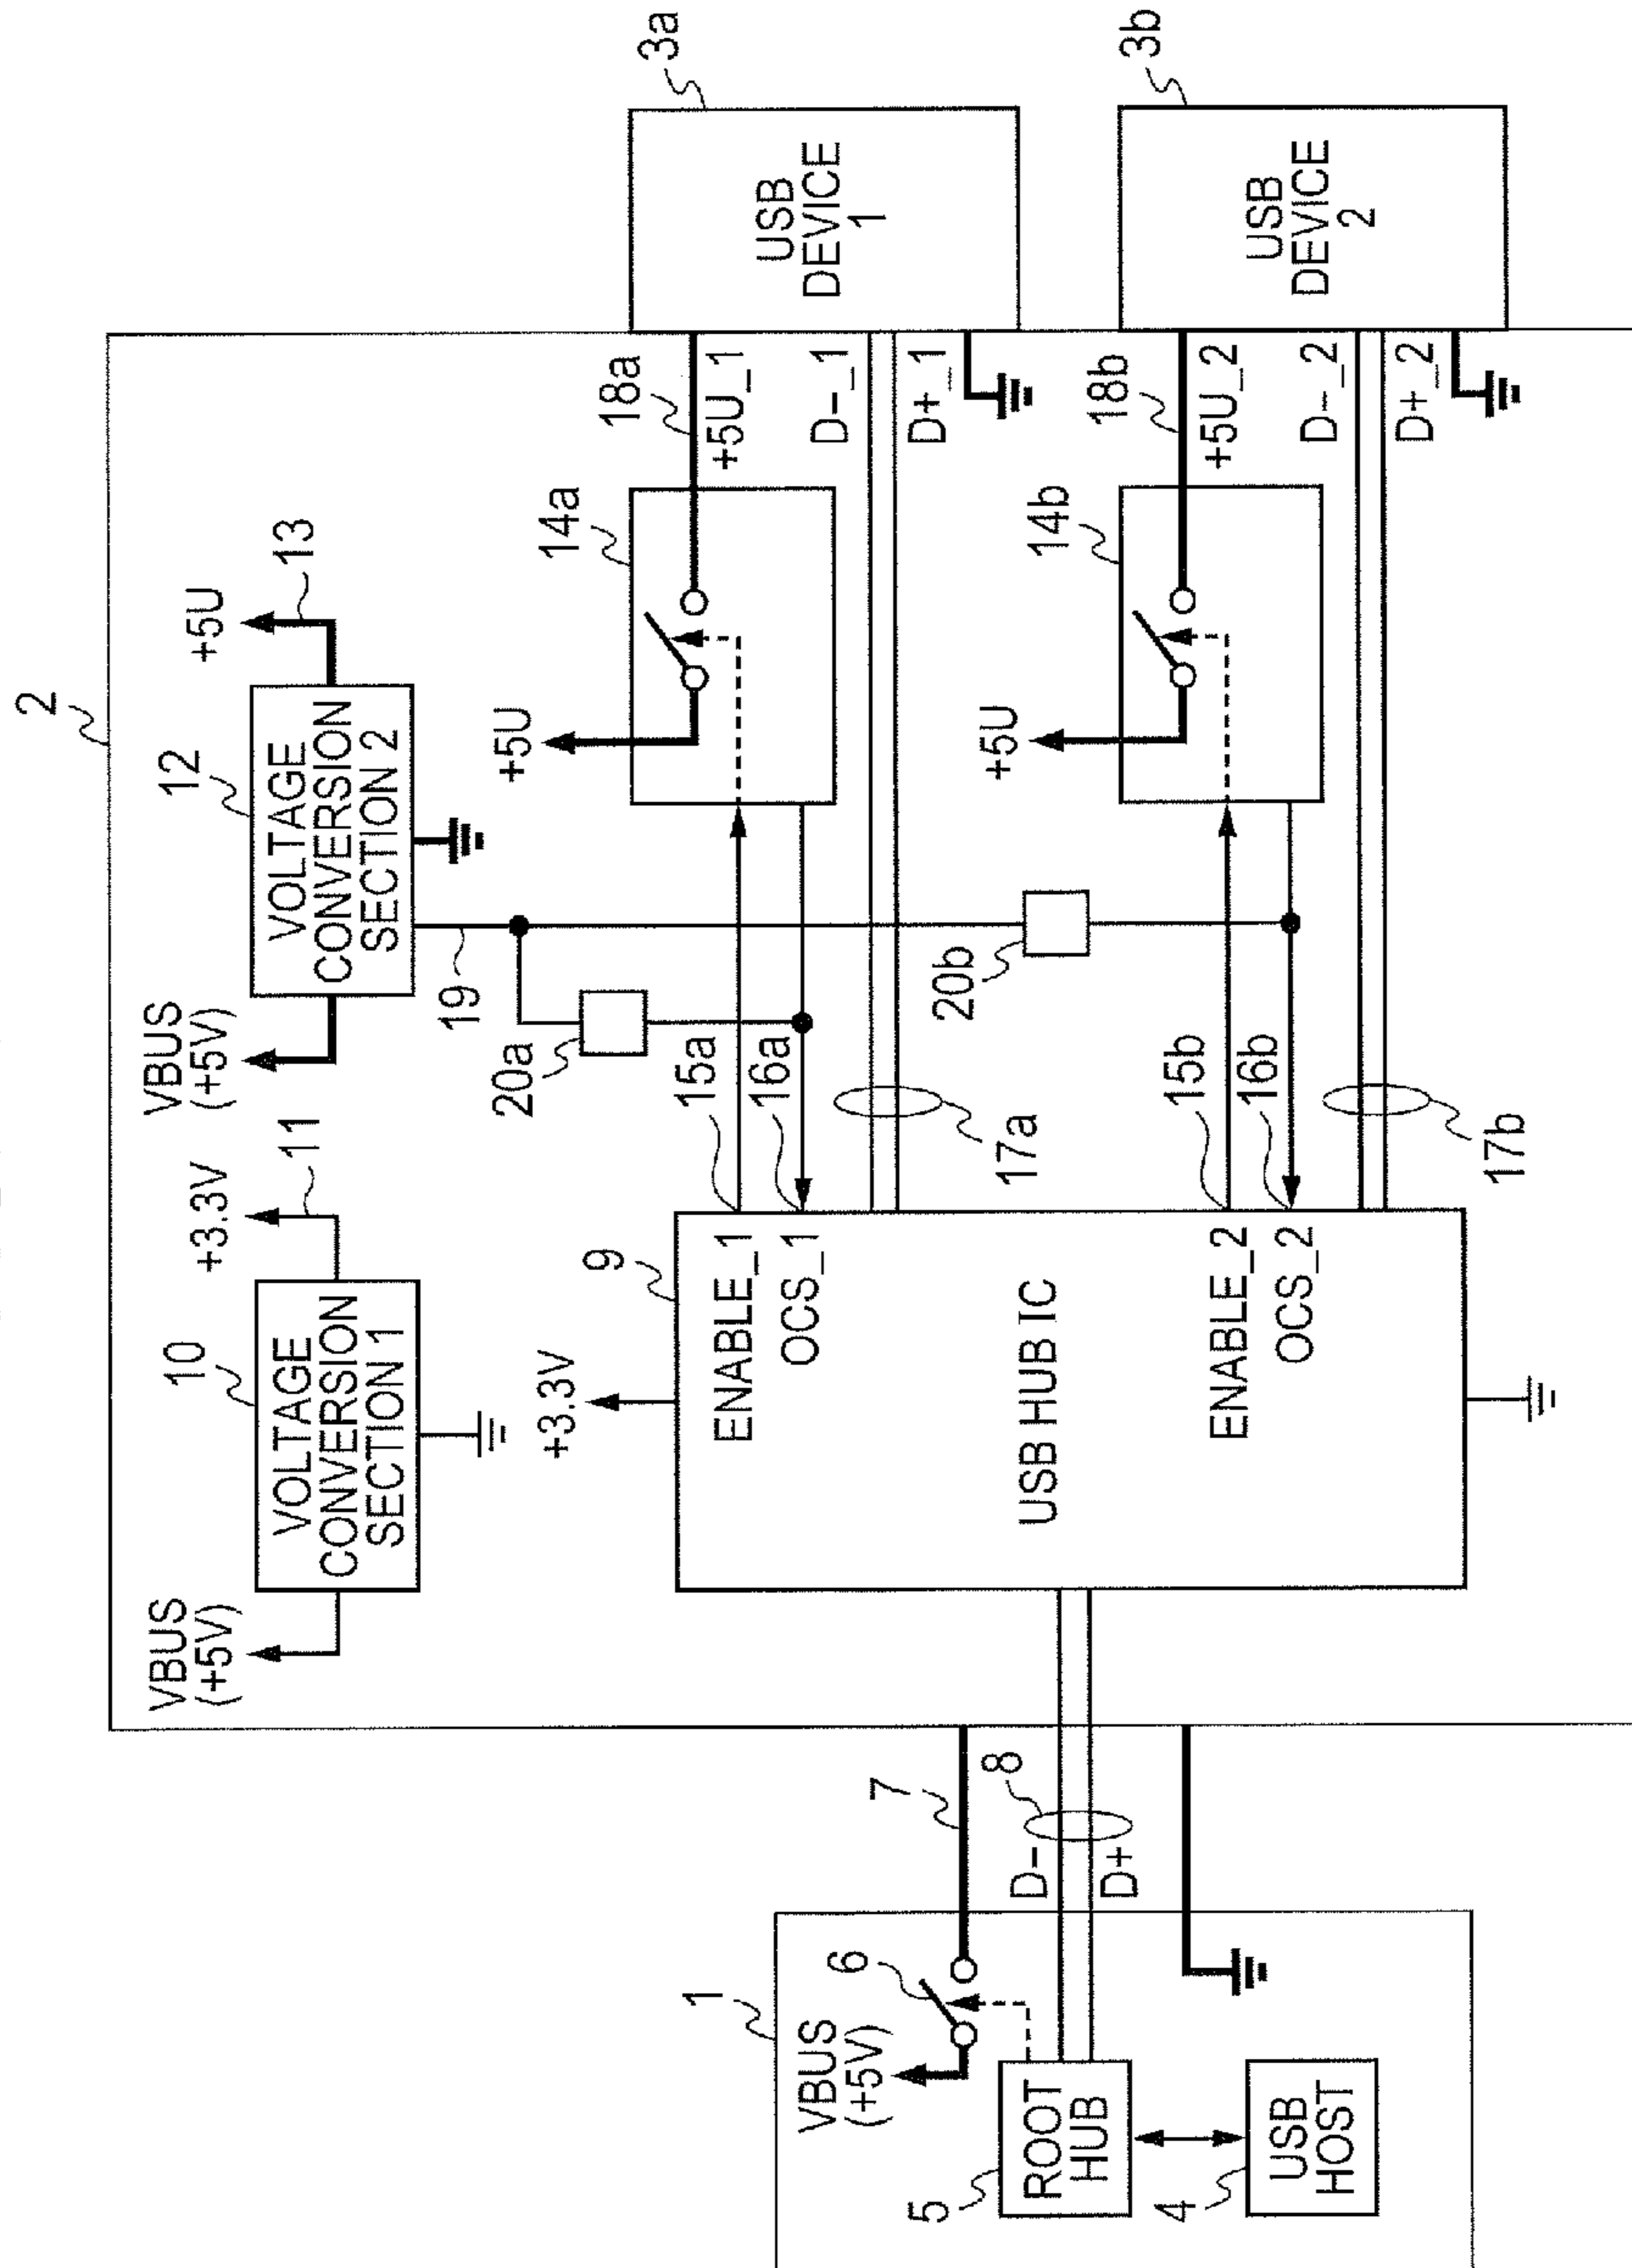 2
10
VOLTAGE
CONVERSION
SECTION 1
VBUS
(+5V)
+3.3V
11
12
VOLTAGE
CONVERSION
SECTION 2
VBUS
(+5V)
+5U
13
19
20a
20b
1
VBUS
(+5V)
6
5
ROOT
HUB
4
USB
HOST
7
8
D-
D+
9
+3.3V
ENABLE_1
OCS_1
USB HUB IC
ENABLE_2
OCS_2
15a
16a
17a
15b
16b
17b
+5U
14a
18a
+5U_1
D-_1
D+_1
+5U
14b
18b
+5U_2
D-_2
D+_2
3a
USB
DEVICE
1
3b
USB
DEVICE
2